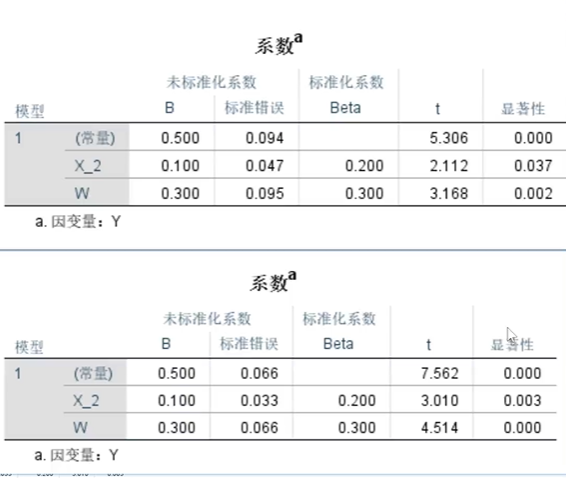 系数a
未标准化系数 标准化系数
模型 B 标准错误 Beta t 显著性
1 (常量) 0.500 0.094 5.306 0.000
X_2 0.100 0.047 0.200 2.112 0.037
W 0.300 0.095 0.300 3.168 0.002
a. 因变量：Y
系数a
未标准化系数 标准化系数
模型 B 标准错误 Beta t 显著性
1 (常量) 0.500 0.066 7.562 0.000
X_2 0.100 0.033 0.200 3.010 0.003
W 0.300 0.066 0.300 4.514 0.000
a. 因变量：Y